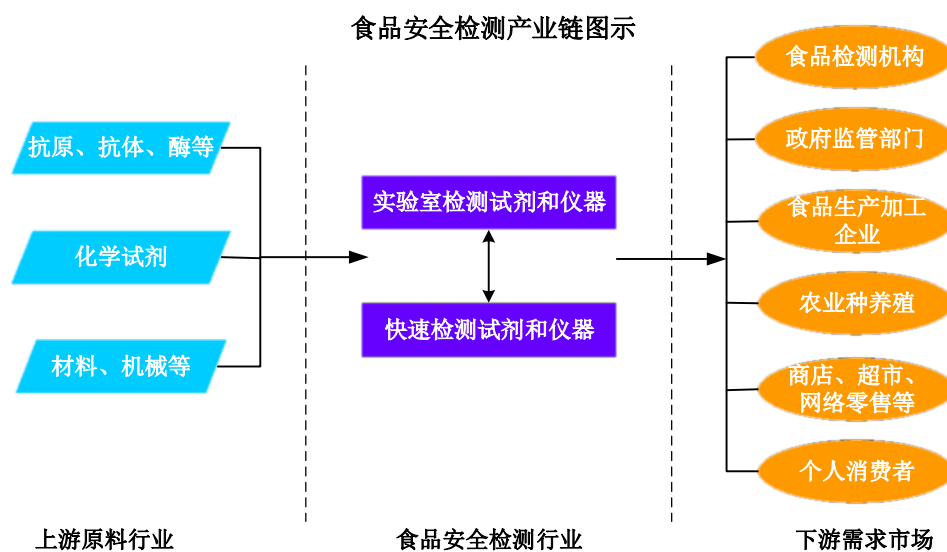 食品安全检测产业链图示
抗原、抗体、酶等
化学试剂
材料、机械等
实验室检测试剂和仪器
快速检测试剂和仪器
食品检测机构
政府监管部门
食品生产加工
企业
农业种养殖
商店、超市、
网络零售等
个人消费者
上游原料行业
食品安全检测行业
下游需求市场